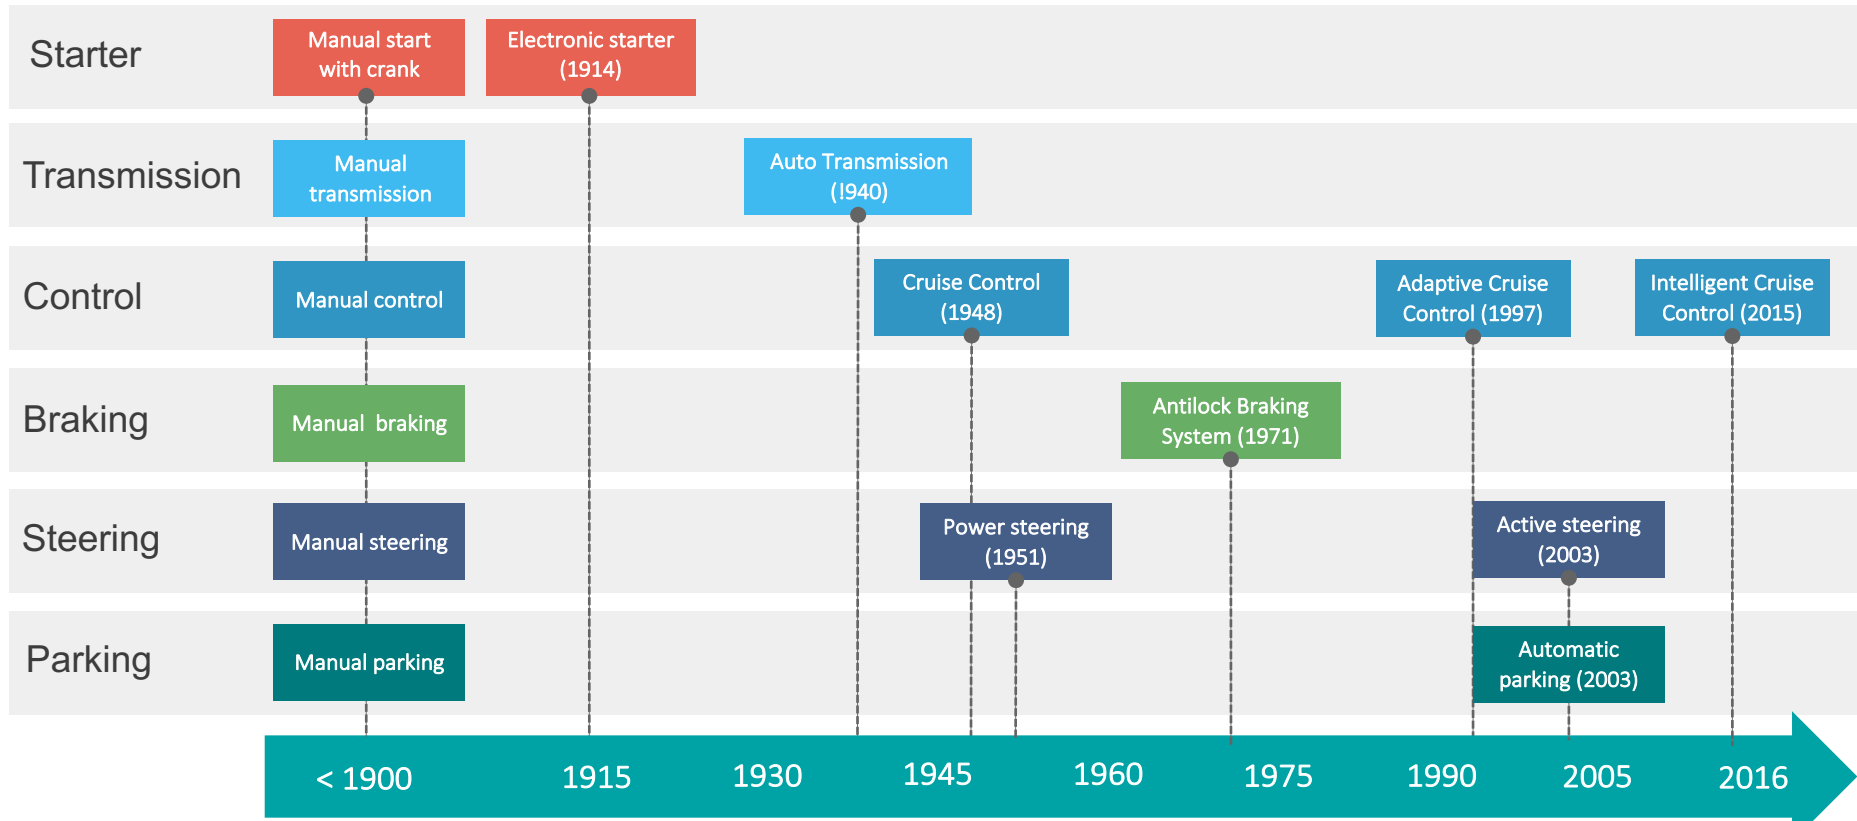 Starter
Manual start
with crank
Electronic starter
(1914)
Transmission
Manual
transmission
Auto Transmission
(!940)
Control
Manual control
Cruise Control
(1948)
Adaptive Cruise
Control (1997)
Intelligent Cruise
Control (2015)
Braking
Manual  braking
Antilock Braking
System (1971)
Steering
Manual steering
Power steering
(1951)
Active steering
(2003)
Parking
Manual parking
Automatic
parking (2003)
< 1900
1915
1930
1945
1960
1975
1990
2005
2016